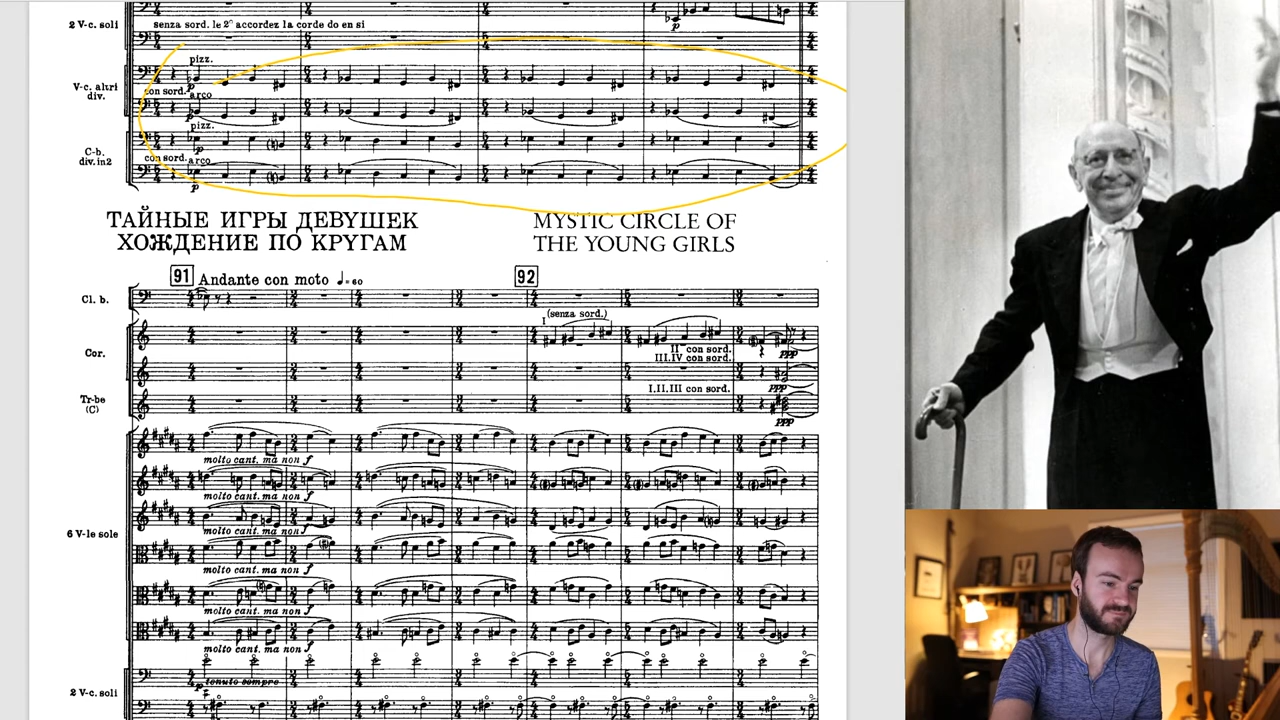 2 V-c. soli
senza sord. le 2º accordez la corde do en si
p
pizz.
V-c. altri
div.
p
con sord. arco
p
pizz.
C-b.
div. in2
p
con sord. arco
p
ТАЙНЫЕ ИГРЫ ДЕВУШЕК
ХОЖДЕНИЕ ПО КРУГАМ
MYSTIC CIRCLE OF
THE YOUNG GIRLS
91 Andante con moto ♩=60
92
Cl. b.
I (senza sord.)
Cor.
II con sord.
III.IV con sord.
ppp
ppp
Tr-be
(C)
I.II.III con sord.
ppp
molto cant. ma non f
molto cant. ma non f
molto cant. ma non f
6 V-le sole
molto cant. ma non f
molto cant. ma non f
molto cant. ma non f
2 V-c. soli
p tenuto sempre